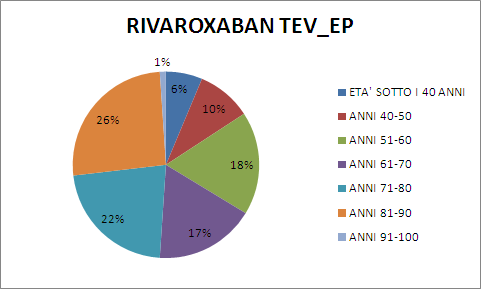 RIVAROXABAN TEV_EP
1%
6%
10%
18%
17%
22%
26%
ETA' SOTTO I 40 ANNI
ANNI 40-50
ANNI 51-60
ANNI 61-70
ANNI 71-80
ANNI 81-90
ANNI 91-100